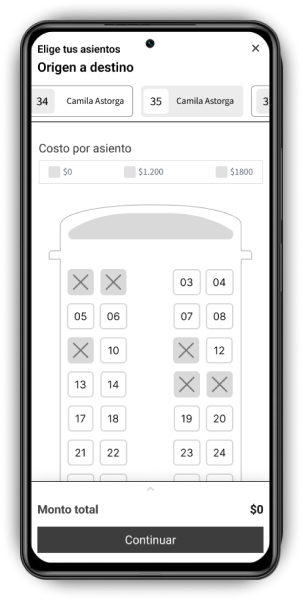 Elige tus asientos
Origen a destino
34 Camila Astorga 35 Camila Astorga
Costo por asiento
$0 $1.200 $1800
03 04
05 06 07 08
10 12
13 14
17 18 19 20
21 22 23 24
Monto total $0
Continuar